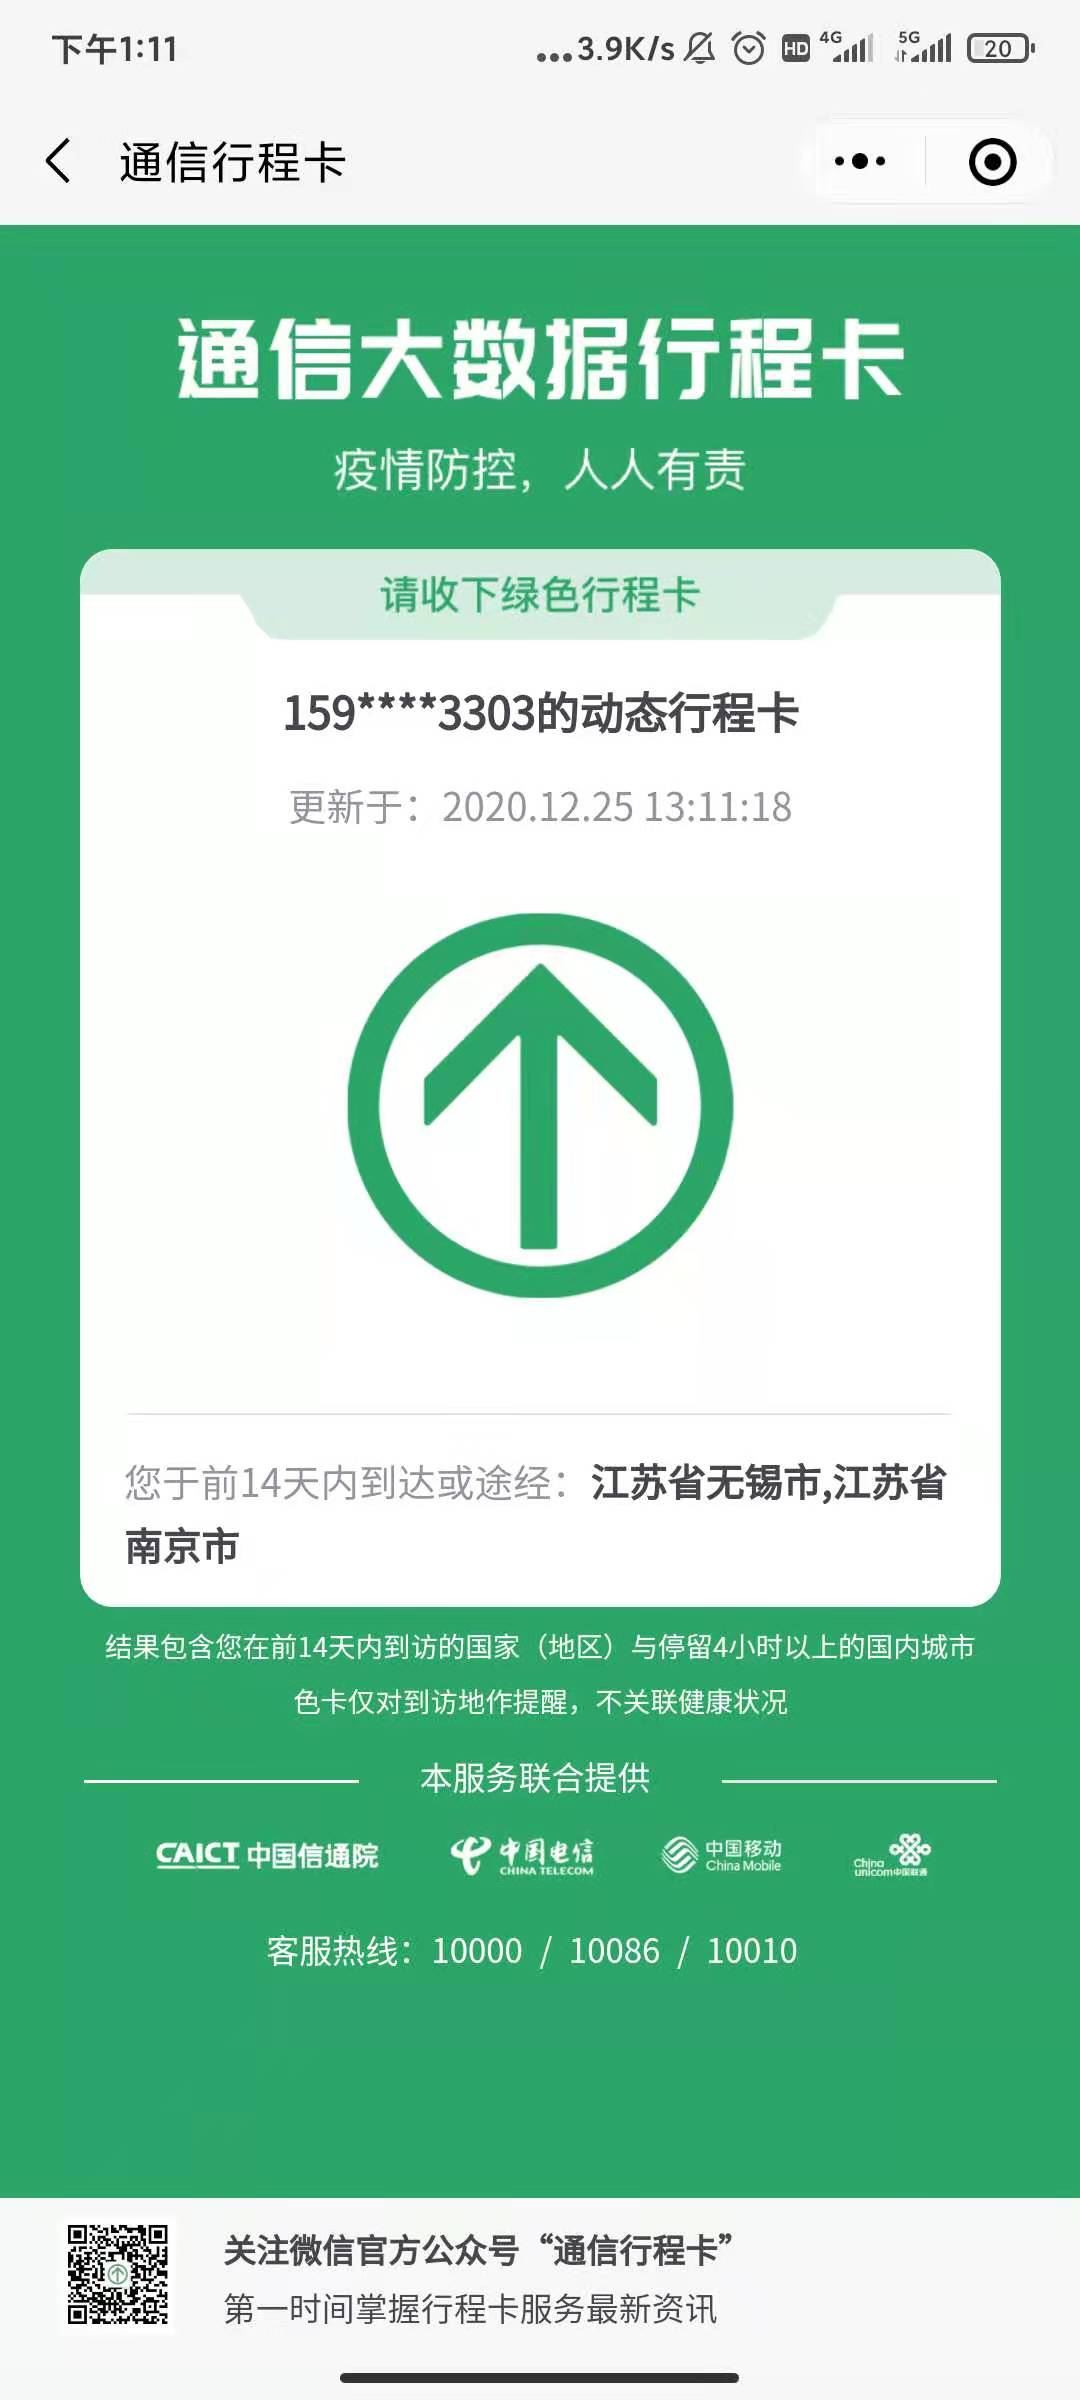 下午1:11
...3.9K/s HD 4G 5G 20
通信行程卡
通信大数据行程卡
疫情防控，人人有责
请收下绿色行程卡
159****3303的动态行程卡
更新于：2020.12.25 13:11:18
您于前14天内到达或途经：江苏省无锡市,江苏省
南京市
结果包含您在前14天内到访的国家（地区）与停留4小时以上的国内城市
色卡仅对到访地作提醒，不关联健康状况
本服务联合提供
CAICT 中国信通院
中国电信
CHINA TELECOM
中国移动
China Mobile
China
unicom中国联通
客服热线：10000 / 10086 / 10010
关注微信官方公众号“通信行程卡”
第一时间掌握行程卡服务最新资讯